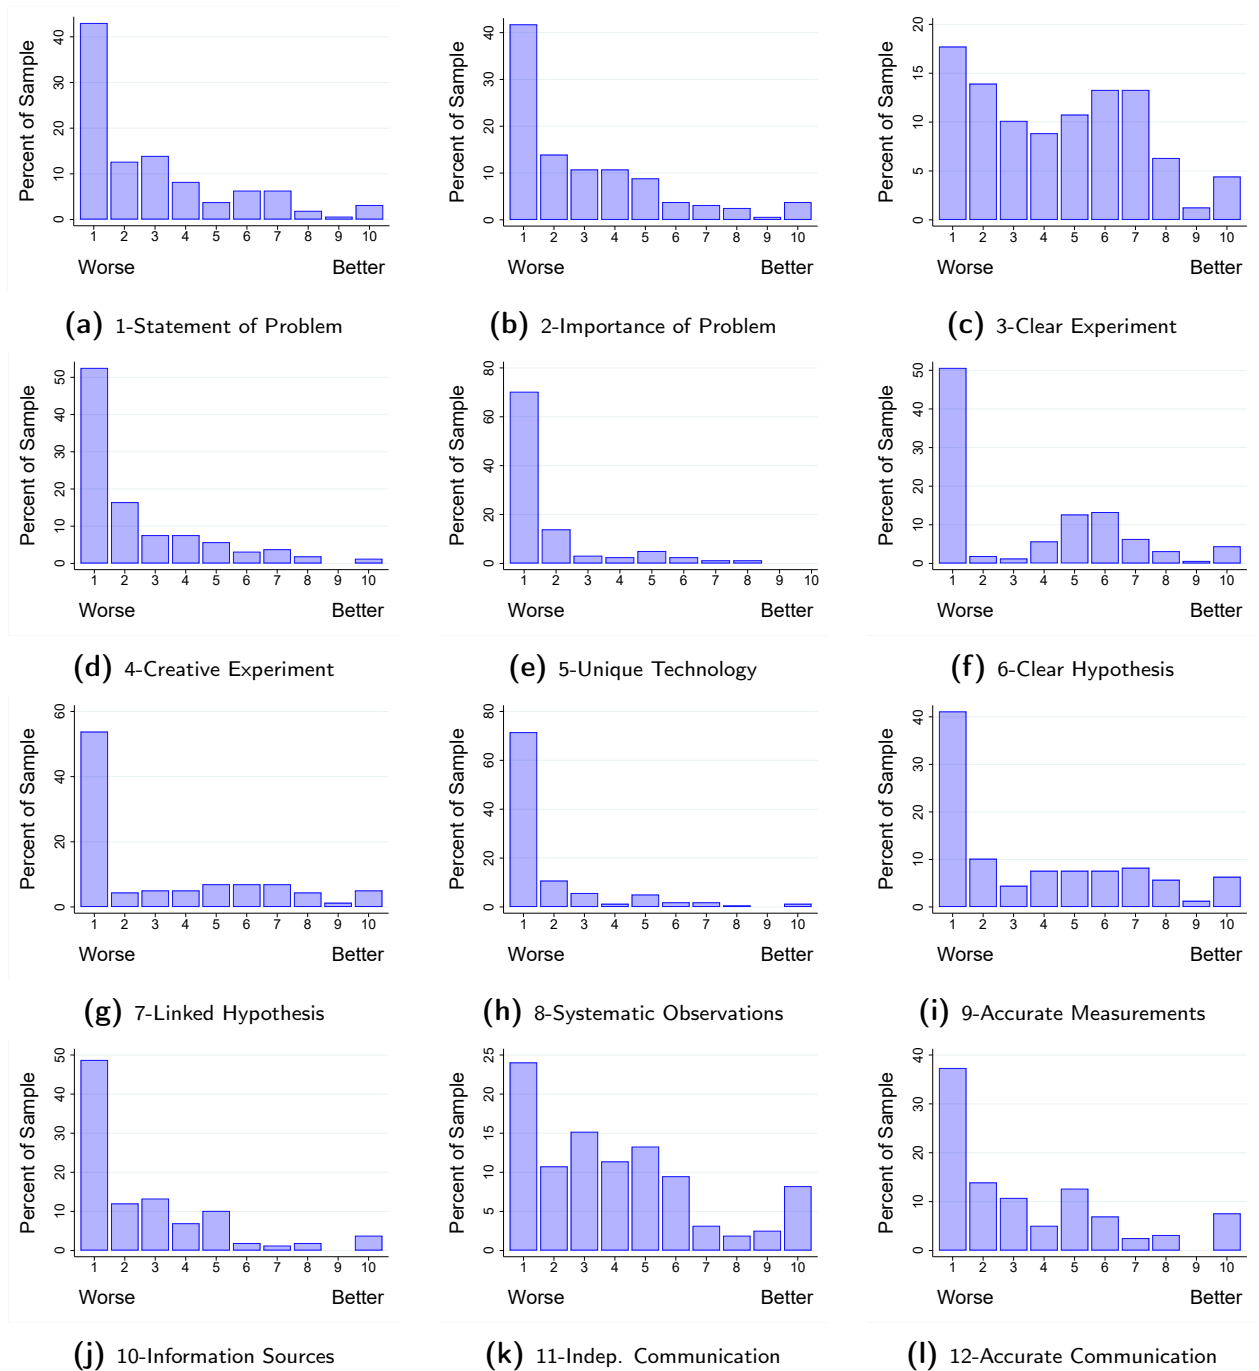 Percent of Sample
0 10 20 30 40
1 2 3 4 5 6 7 8 9 10
Worse Better
(a) 1-Statement of Problem
Percent of Sample
0 10 20 30 40
1 2 3 4 5 6 7 8 9 10
Worse Better
(b) 2-Importance of Problem
Percent of Sample
0 5 10 15 20
1 2 3 4 5 6 7 8 9 10
Worse Better
(c) 3-Clear Experiment
Percent of Sample
0 10 20 30 40 50
1 2 3 4 5 6 7 8 9 10
Worse Better
(d) 4-Creative Experiment
Percent of Sample
0 20 40 60 80
1 2 3 4 5 6 7 8 9 10
Worse Better
(e) 5-Unique Technology
Percent of Sample
0 10 20 30 40 50
1 2 3 4 5 6 7 8 9 10
Worse Better
(f) 6-Clear Hypothesis
Percent of Sample
0 20 40 60
1 2 3 4 5 6 7 8 9 10
Worse Better
(g) 7-Linked Hypothesis
Percent of Sample
0 20 40 60 80
1 2 3 4 5 6 7 8 9 10
Worse Better
(h) 8-Systematic Observations
Percent of Sample
0 10 20 30 40
1 2 3 4 5 6 7 8 9 10
Worse Better
(i) 9-Accurate Measurements
Percent of Sample
0 10 20 30 40 50
1 2 3 4 5 6 7 8 9 10
Worse Better
(j) 10-Information Sources
Percent of Sample
0 5 10 15 20 25
1 2 3 4 5 6 7 8 9 10
Worse Better
(k) 11-Indep. Communication
Percent of Sample
0 10 20 30 40
1 2 3 4 5 6 7 8 9 10
Worse Better
(l) 12-Accurate Communication